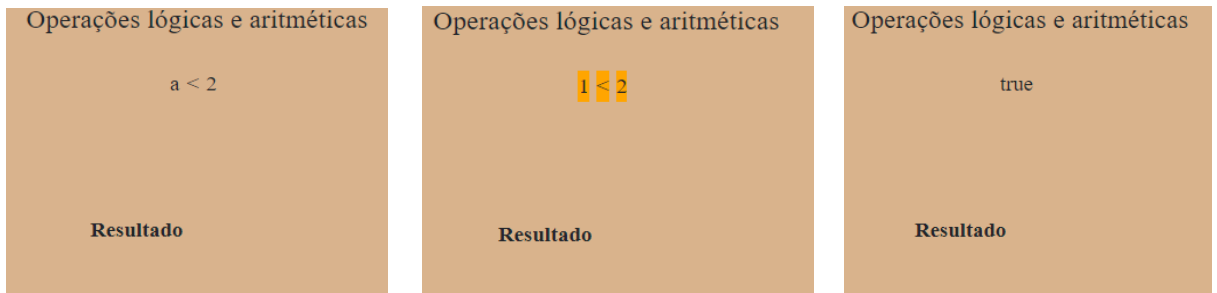 Operações lógicas e aritméticas
a < 2
Resultado
Operações lógicas e aritméticas
1 < 2
Resultado
Operações lógicas e aritméticas
true
Resultado